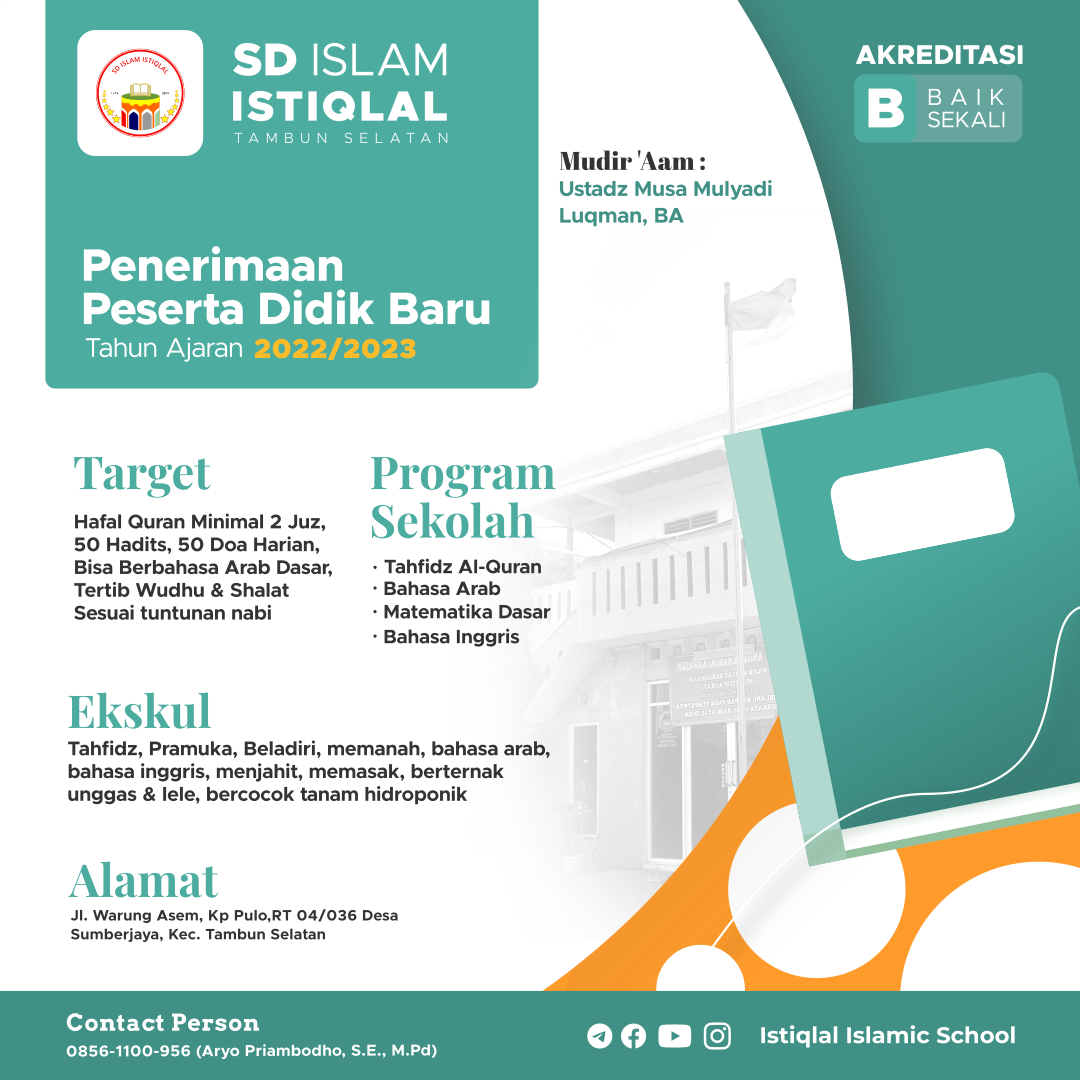 SD ISLAM ISTIQLAL
SD ISLAM
ISTIQLAL
TAMBUN SELATAN
AKREDITASI
B
BAIK
SEKALI
Mudir 'Aam :
Ustadz Musa Mulyadi
Luqman, BA
Penerimaan
Peserta Didik Baru
Tahun Ajaran 2022/2023
Target
Hafal Quran Minimal 2 Juz,
50 Hadits, 50 Doa Harian,
Bisa Berbahasa Arab Dasar,
Tertib Wudhu & Shalat
Sesuai tuntunan nabi
Program
Sekolah
· Tahfidz Al-Quran
· Bahasa Arab
· Matematika Dasar
· Bahasa Inggris
Ekskul
Tahfidz, Pramuka, Beladiri, memanah, bahasa arab,
bahasa inggris, menjahit, memasak, berternak
unggas & lele, bercocok tanam hidroponik
Alamat
Jl. Warung Asem, Kp Pulo,RT 04/036 Desa
Sumberjaya, Kec. Tambun Selatan
Contact Person
0856-1100-956 (Aryo Priambodho, S.E., M.Pd)
Istiqlal Islamic School